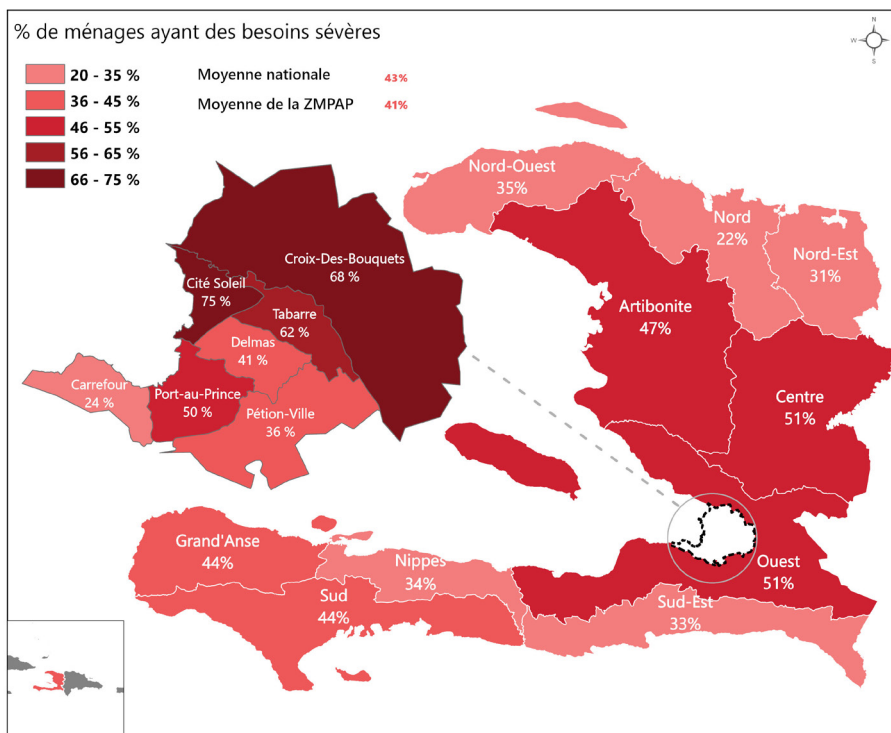 % de ménages ayant des besoins sévères
N
W
S
20 - 35 %
36 - 45 %
46 - 55 %
56 - 65 %
66 - 75 %
Moyenne nationale 43%
Moyenne de la ZMPAP 41%
Croix-Des-Bouquets
68 %
Cité Soleil
75 %
Tabarre
62 %
Delmas
41 %
Carrefour
24 %
Port-au-Prince
50 %
Pétion-Ville
36 %
Nord-Ouest
35%
Nord
22%
Nord-Est
31%
Artibonite
47%
Centre
51%
Ouest
51%
Grand'Anse
44%
Nippes
34%
Sud
44%
Sud-Est
33%